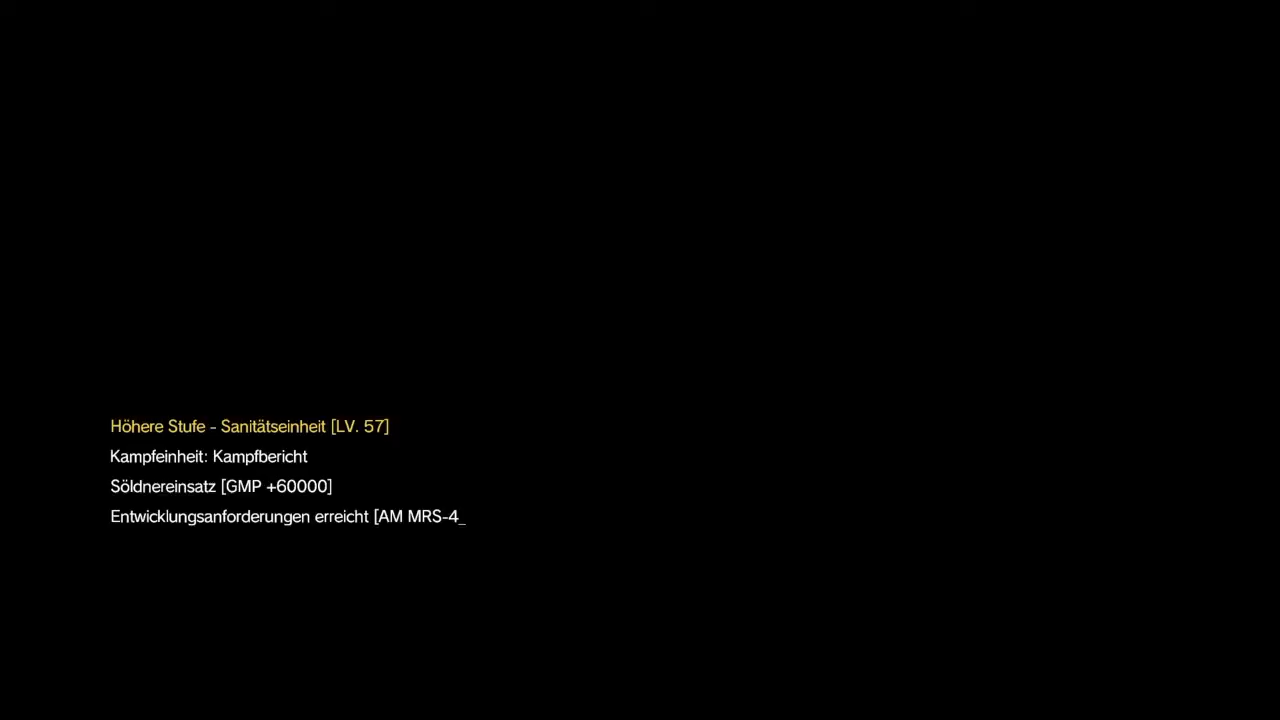 Höhere Stufe - Sanitätseinheit [LV. 57]
Kampfeinheit: Kampfbericht
Söldnereinsatz [GMP +60000]
Entwicklungsanforderungen erreicht [AM MRS-4_